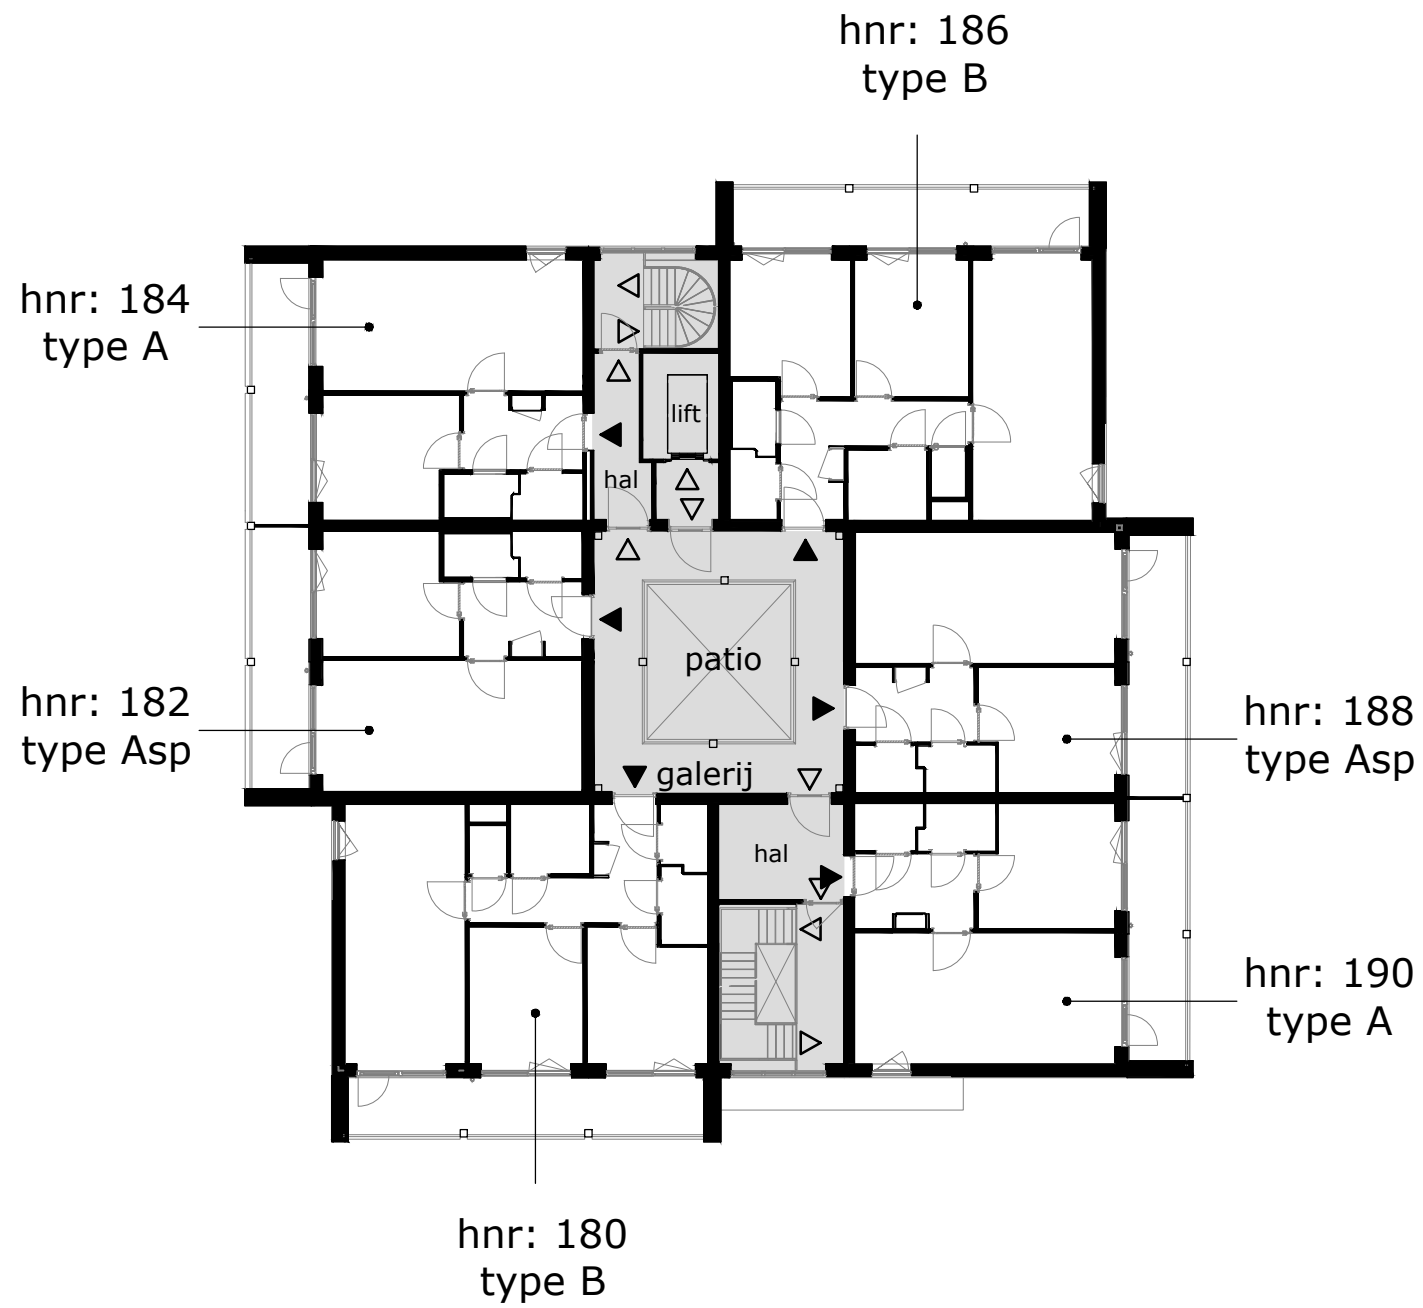 hnr: 186
type B
hnr: 184
type A
lift
hal
patio
hnr: 182
type Asp
hnr: 188
type Asp
galerij
hal
hnr: 190
type A
hnr: 180
type B